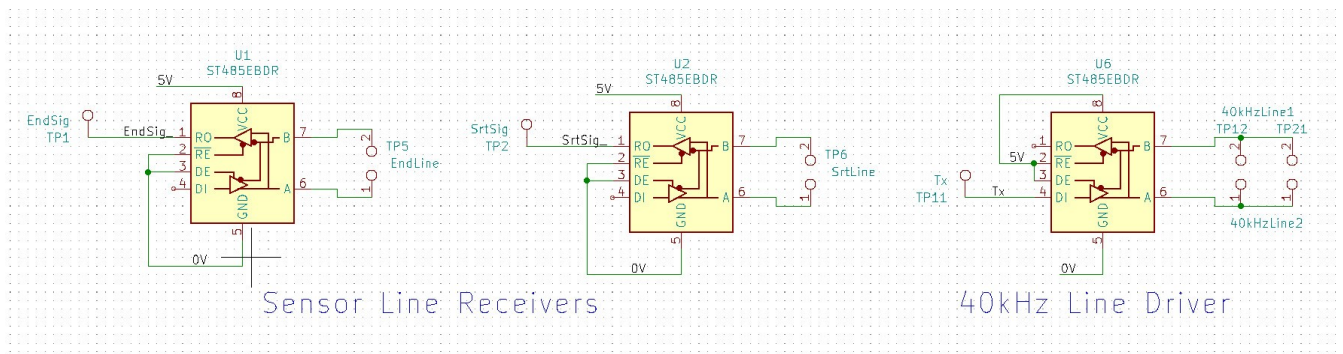 U1
ST485EBDR
5V
8
VCC
EndSig
TP1
EndSig_
1
RO
B
7
2
RE
3
DE
4
DI
A
6
GND
5
0V
2
TP5
EndLine
1
U2
ST485EBDR
5V
8
VCC
SrtSig
TP2
SrtSig_
1
RO
B
7
2
RE
3
DE
4
DI
A
6
GND
5
0V
2
TP6
SrtLine
1
U6
ST485EBDR
8
VCC
1
RO
B
7
5V
2
RE
3
DE
Tx
TP11
Tx
4
DI
A
6
GND
5
0V
40kHzLine1
TP12
TP21
2
2
1
1
40kHzLine2
Sensor Line Receivers
40kHz Line Driver